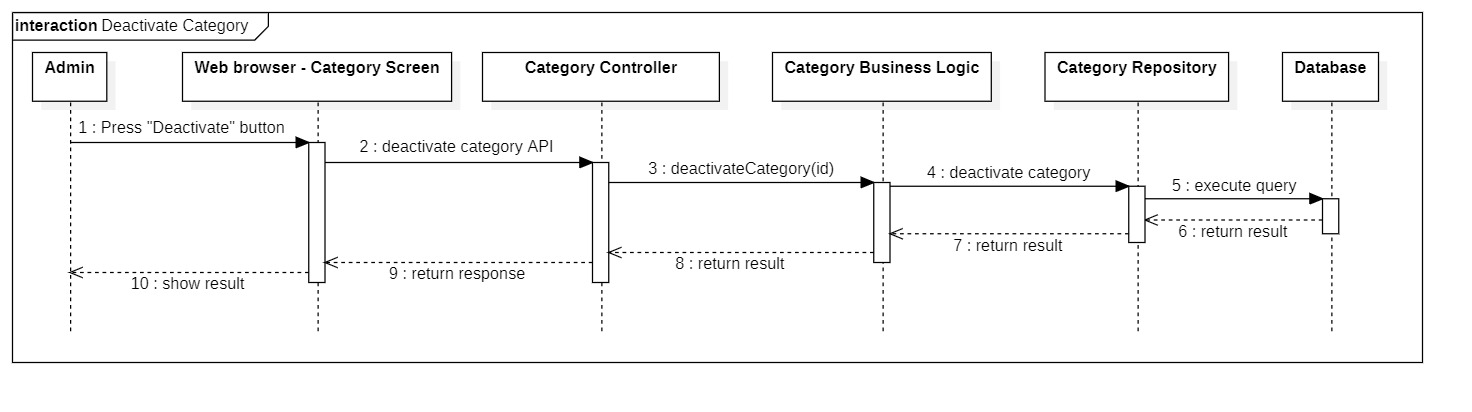 interaction Deactivate Category
Admin
Web browser - Category Screen
Category Controller
Category Business Logic
Category Repository
Database
1 : Press "Deactivate" button
2 : deactivate category API
3 : deactivateCategory(id)
4 : deactivate category
5 : execute query
6 : return result
7 : return result
8 : return result
9 : return response
10 : show result